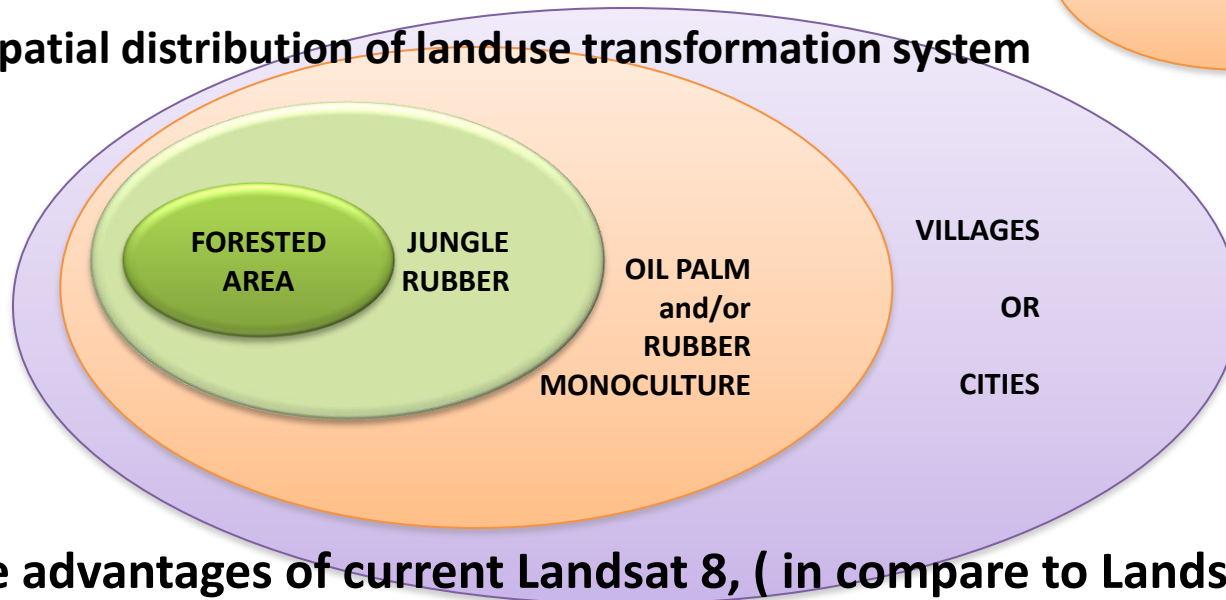 patial distribution of landuse transformation system
FORESTED
AREA
JUNGLE
RUBBER
OIL PALM
and/or
RUBBER
MONOCULTURE
VILLAGES
OR
CITIES
e advantages of current Landsat 8, ( in compare to Lands